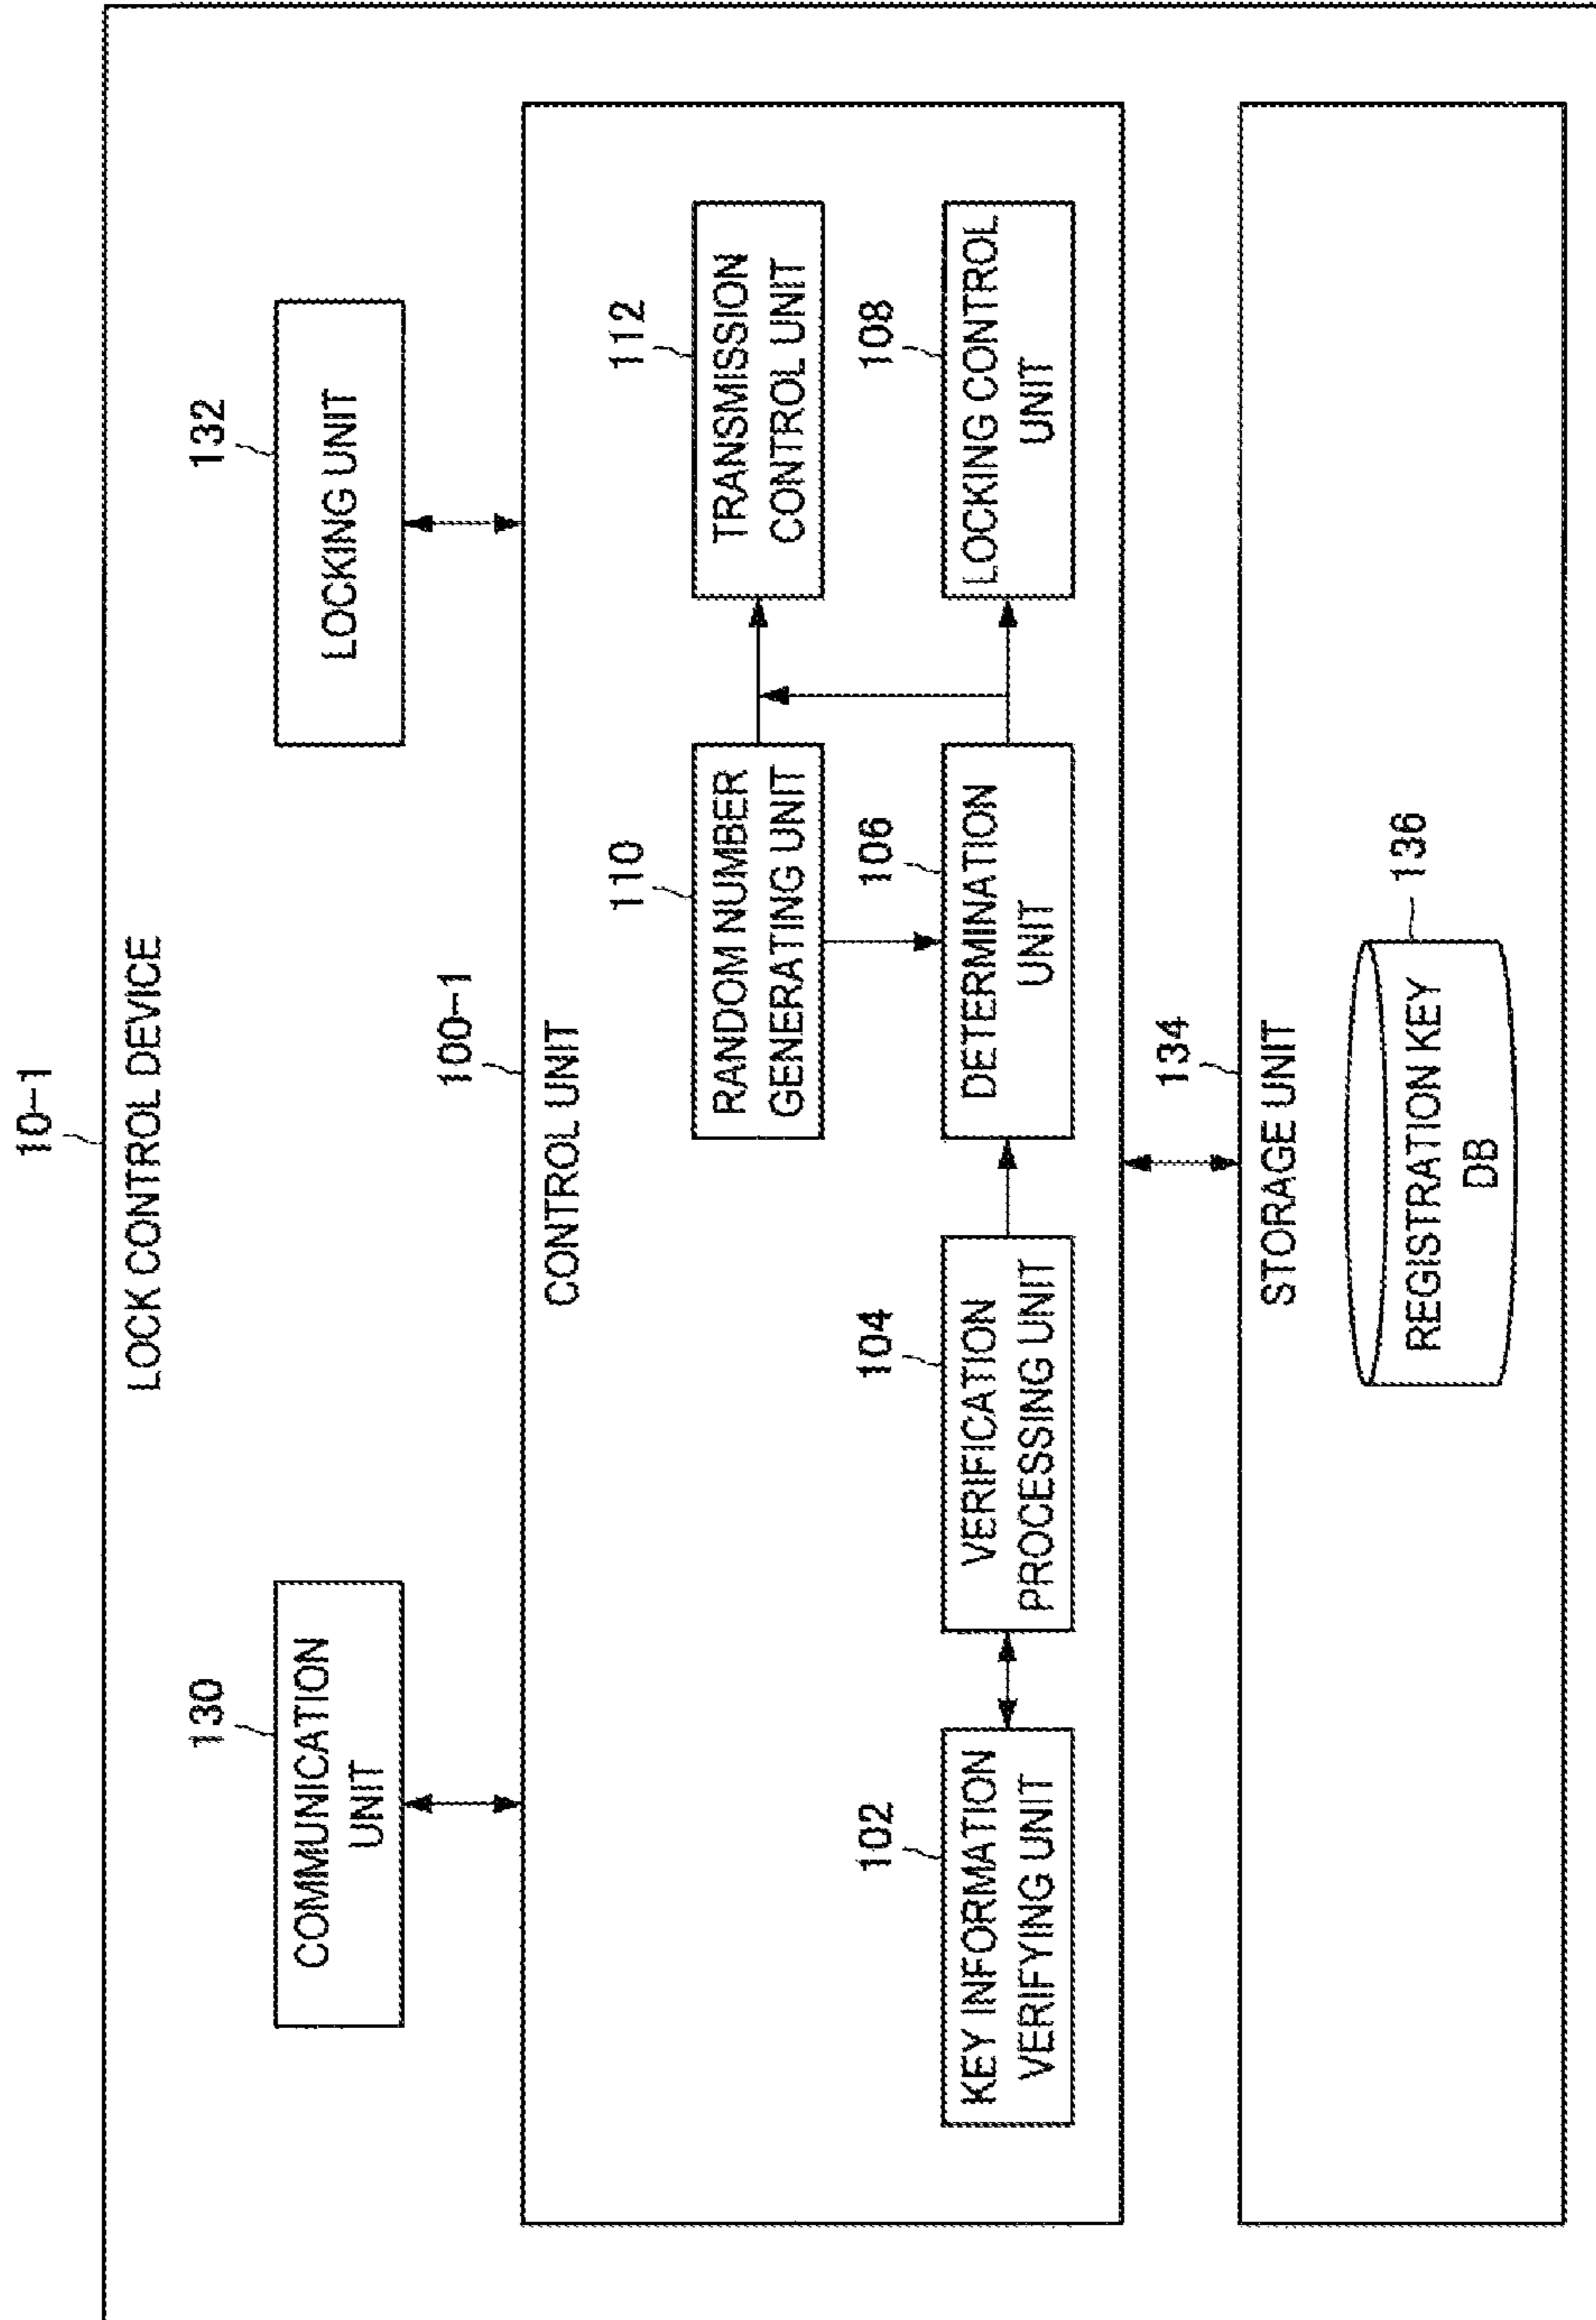 10-1
LOCK CONTROL DEVICE
130
COMMUNICATION
UNIT
132
LOCKING UNIT
100-1
CONTROL UNIT
110
RANDOM NUMBER
GENERATING UNIT
112
TRANSMISSION
CONTROL UNIT
102
KEY INFORMATION
VERIFYING UNIT
104
VERIFICATION
PROCESSING UNIT
106
DETERMINATION
UNIT
108
LOCKING CONTROL
UNIT
134
STORAGE UNIT
REGISTRATION KEY
DB
136